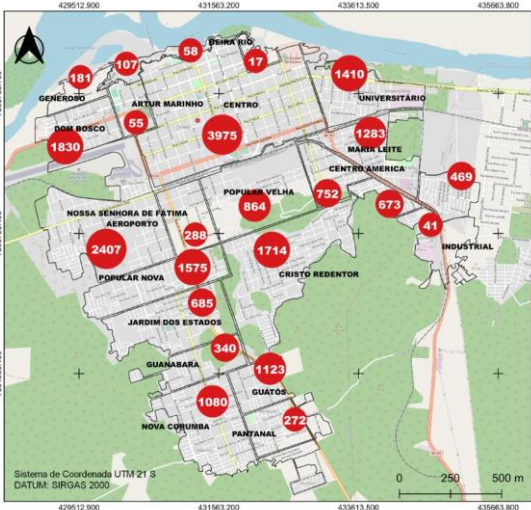 429512.900 431563.200 433613.500 435663.800
58 BEIRA RIO
107 17
181 1410
GENEROSO ARTUR MARINHO CENTRO UNIVERSITÁRIO
DOM BOSCO 55
1830 3975 1283
MARIA LEITE
CENTRO AMERICA 469
POPULAR VELHA
864 752 673
NOSSA SENHORA DE FÁTIMA
AEROPORTO 288 41
2407 1714 INDUSTRIAL
1575
POPULAR NOVA CRISTO REDENTOR
685
JARDIM DOS ESTADOS
340
GUANABARA 1123
GUATÓS
1080
272
NOVA CORUMBA PANTANAL
Sistema de Coordenada UTM 21 S
DATUM: SIRGAS 2000
0 250 500 m
429512.900 431563.200 433613.500 435663.800